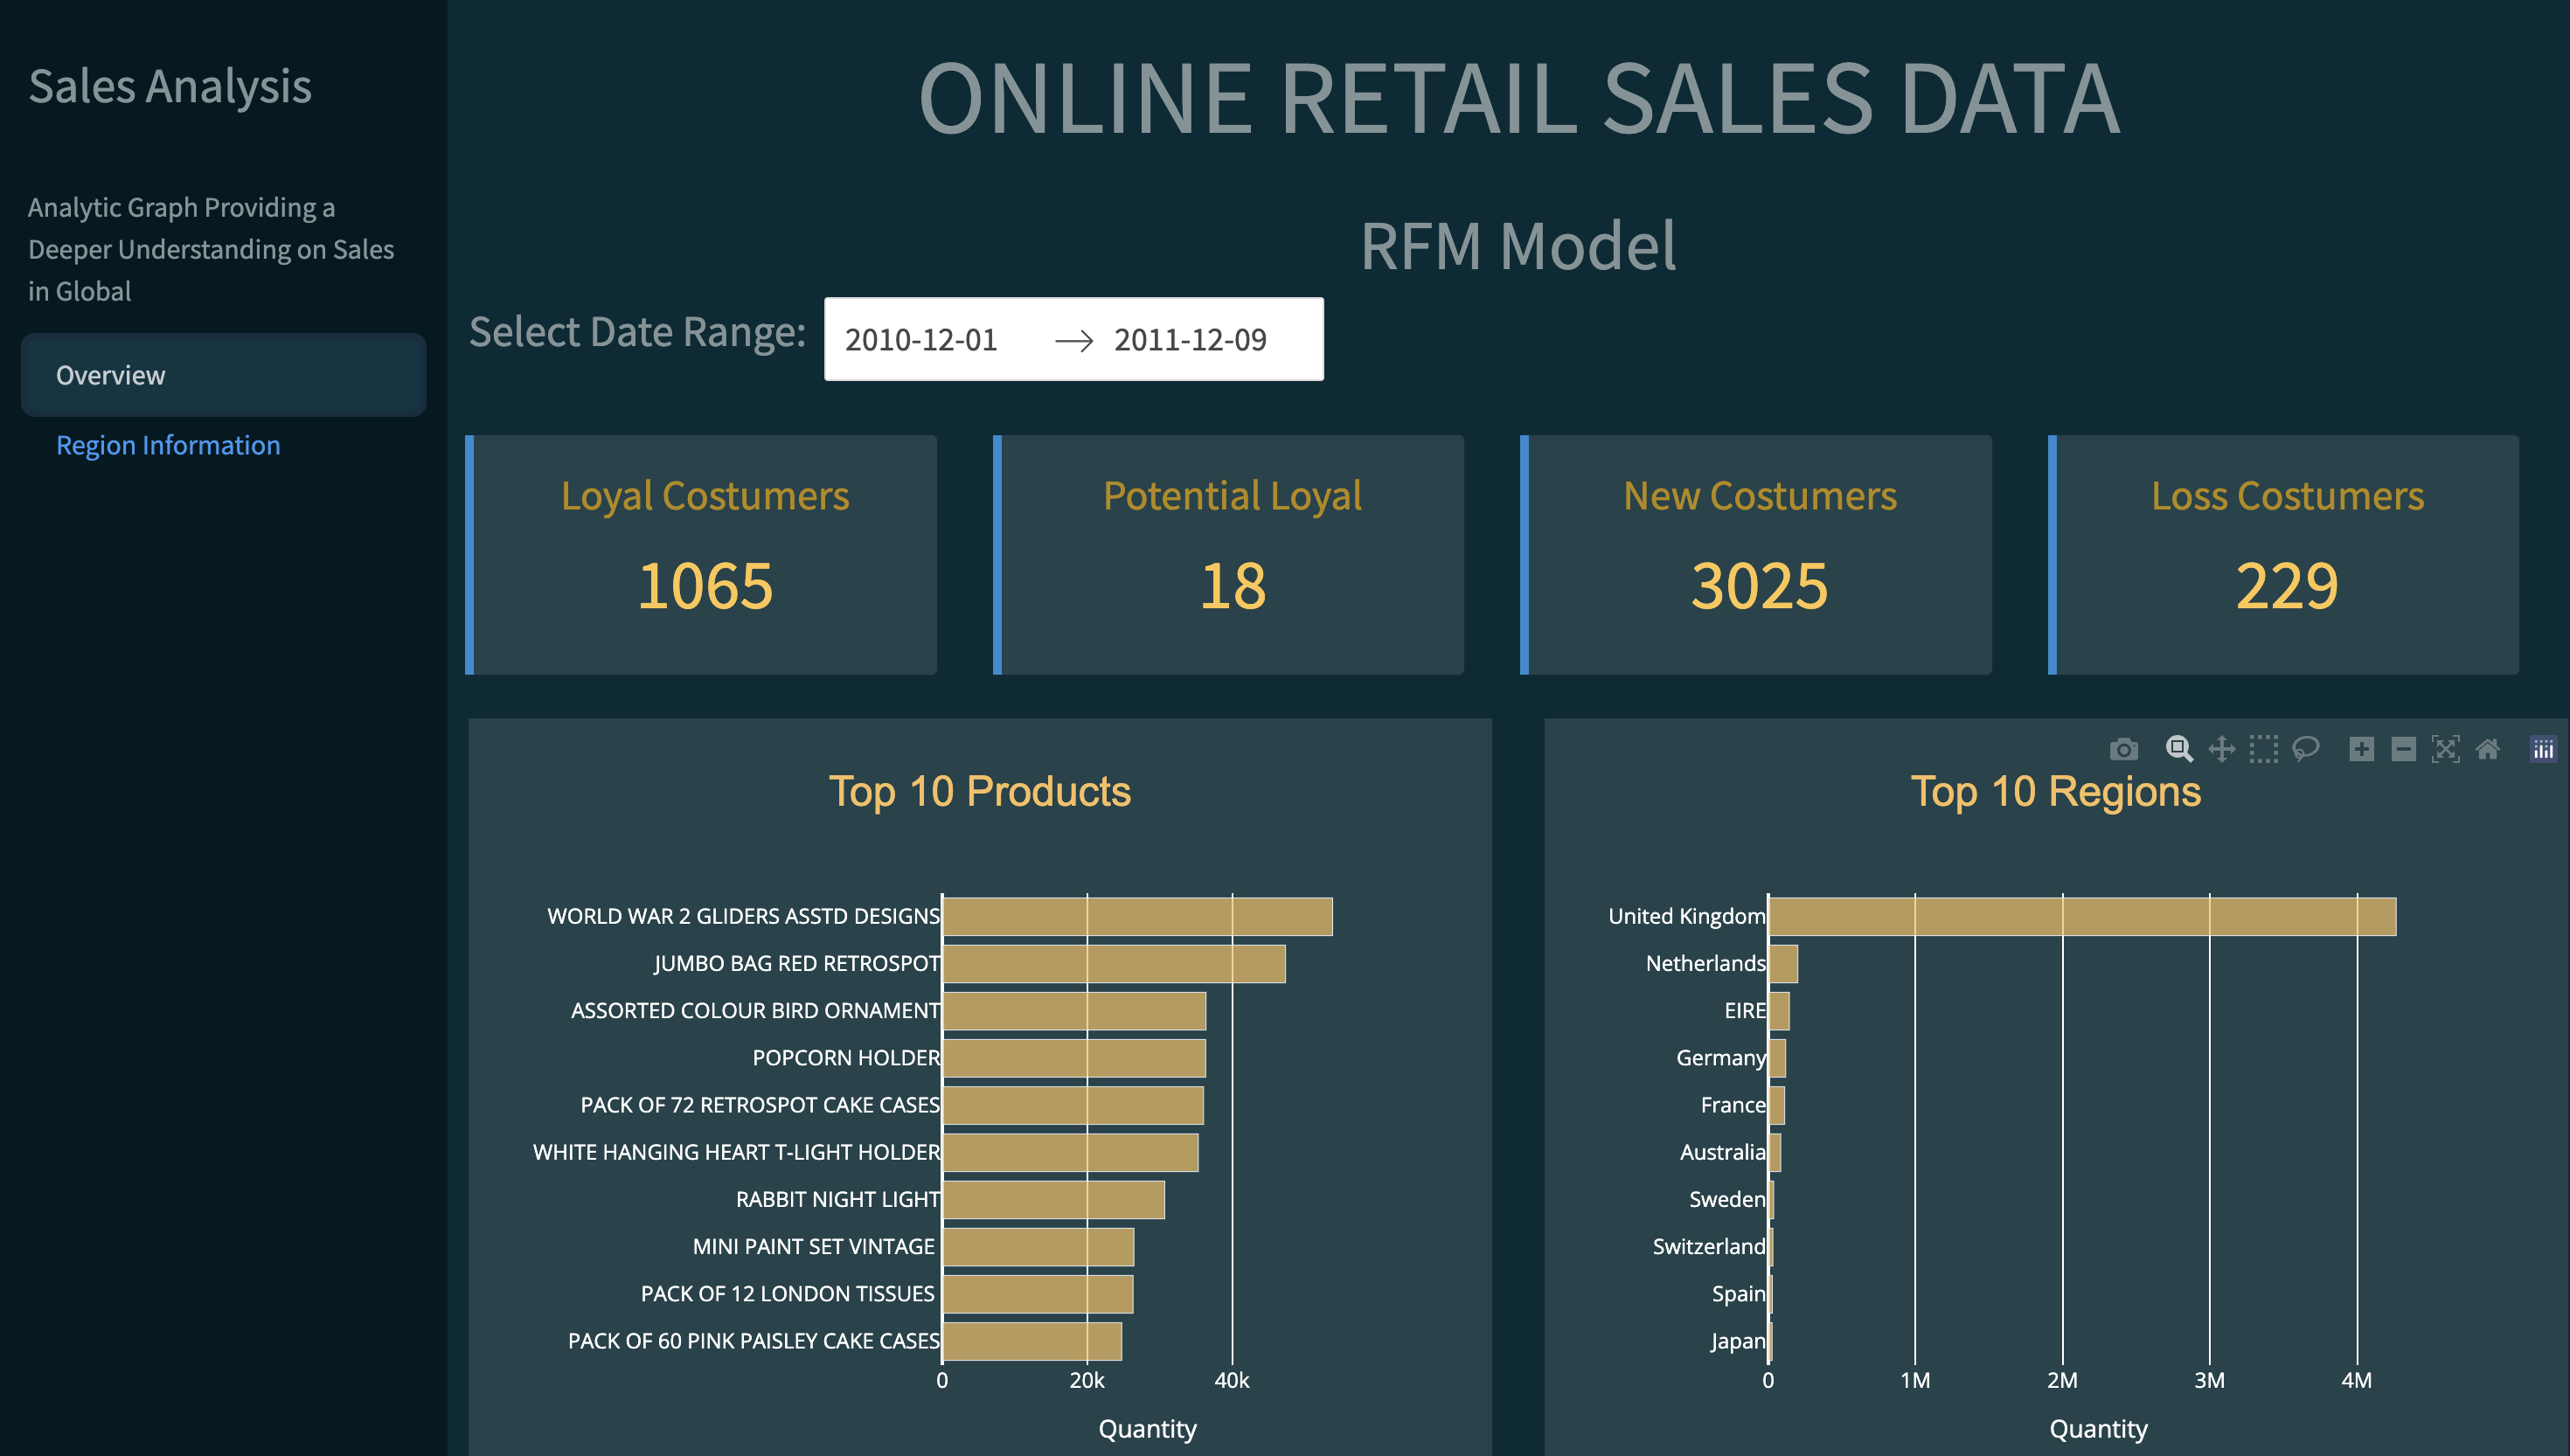 Sales Analysis
Analytic Graph Providing a
Deeper Understanding on Sales
in Global
Overview
Region Information
ONLINE RETAIL SALES DATA
RFM Model
Select Date Range:
2010-12-01 → 2011-12-09
Loyal Costumers
1065
Potential Loyal
18
New Costumers
3025
Loss Costumers
229
Top 10 Products
WORLD WAR 2 GLIDERS ASSTD DESIGNS
JUMBO BAG RED RETROSPOT
ASSORTED COLOUR BIRD ORNAMENT
POPCORN HOLDER
PACK OF 72 RETROSPOT CAKE CASES
WHITE HANGING HEART T-LIGHT HOLDER
RABBIT NIGHT LIGHT
MINI PAINT SET VINTAGE
PACK OF 12 LONDON TISSUES
PACK OF 60 PINK PAISLEY CAKE CASES
0 20k 40k
Quantity
Top 10 Regions
United Kingdom
Netherlands
EIRE
Germany
France
Australia
Sweden
Switzerland
Spain
Japan
0 1M 2M 3M 4M
Quantity